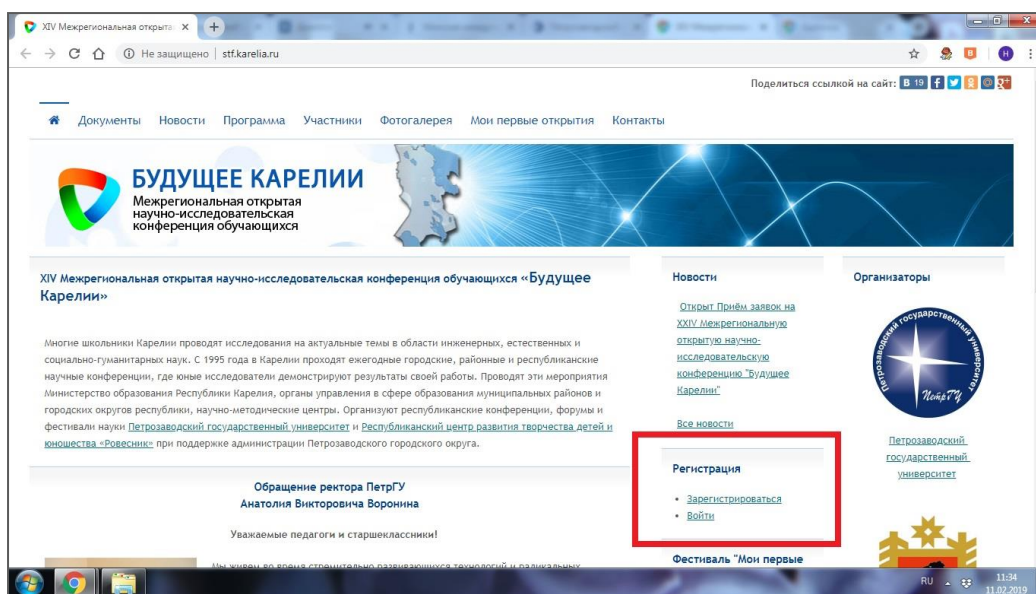 XIV Межрегиональная открыта
Не защищено | stf.karelia.ru
Поделиться ссылкой на сайт: В 19
Документы Новости Программа Участники Фотогалерея Мои первые открытия Контакты
БУДУЩЕЕ КАРЕЛИИ
Межрегиональная открытая
научно-исследовательская
конференция обучающихся
XIV Межрегиональная открытая научно-исследовательская конференция обучающихся «Будущее
Карелии»
Многие школьники Карелии проводят исследования на актуальные темы в области инженерных, естественных и
социально-гуманитарных наук. С 1995 года в Карелии проходят ежегодные городские, районные и республиканские
научные конференции, где юные исследователи демонстрируют результаты своей работы. Проводят эти мероприятия
Министерство образования Республики Карелия, органы управления в сфере образования муниципальных районов и
городских округов республики, научно-методические центры. Организуют республиканские конференции, форумы и
фестивали науки Петрозаводский государственный университет и Республиканский центр развития творчества детей и
юношества «Ровесник» при поддержке администрации Петрозаводского городского округа.
Обращение ректора ПетрГУ
Анатолия Викторовича Воронина
Уважаемые педагоги и старшеклассники!
Мы живем во время стремительно развивающихся технологий и радикальных
Новости
Открыт Приём заявок на
XXIV Межрегиональную
открытую научно-
исследовательскую
конференцию "Будущее
Карелии"
Все новости
Регистрация
Зарегистрироваться
Войти
Фестиваль "Мои первые
Организаторы
Петрозаводский государственный университет
ПетрГУ
Петрозаводский
государственный
университет
RU
11:34
11.02.2019